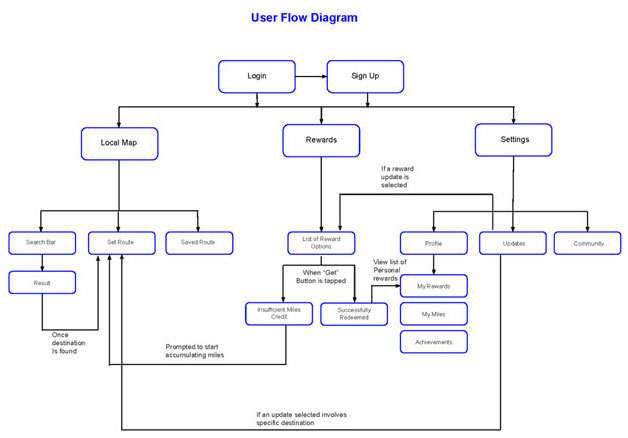 User Flow Diagram
Login
Sign Up
Local Map
Rewards
Settings
If a reward
update is
selected
Search Bar
Set Route
Saved Route
List of Reward
Options
Profile
Updates
Community
Result
When “Get”
Button is tapped
View list of
Personal
rewards
My Rewards
Insufficient Miles
Credit
Successfully
Redeemed
My Miles
Once
destination
Is found
Prompted to start
accumulating miles
Achievements
If an update selected involves
specific destination